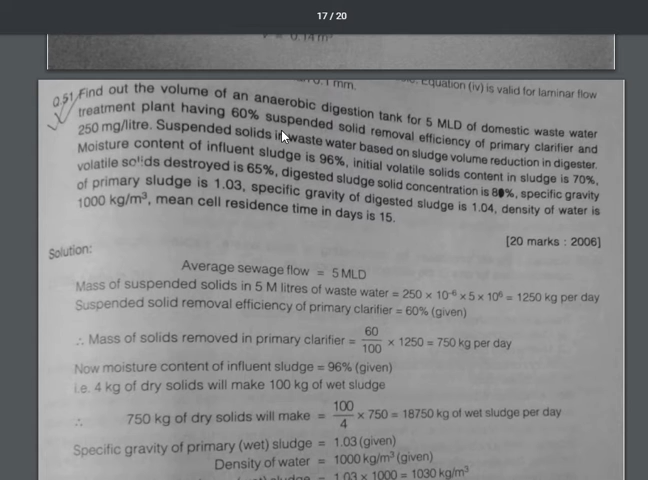 17 / 20
V = 0.14 m³
0.1 mm.
Equation (iv) is valid for laminar flow
Q.51 Find out the volume of an anaerobic digestion tank for 5 MLD of domestic waste water
treatment plant having 60% suspended solid removal efficiency of primary clarifier and
250 mg/litre. Suspended solids in waste water based on sludge volume reduction in digester.
Moisture content of influent sludge is 96%, initial volatile solids content in sludge is 70%,
volatile solids destroyed is 65%, digested sludge solid concentration is 8%, specific gravity
of primary sludge is 1.03, specific gravity of digested sludge is 1.04, density of water is
1000 kg/m³, mean cell residence time in days is 15.
[20 marks : 2006]
Solution:
Average sewage flow = 5 MLD
Mass of suspended solids in 5 M litres of waste water = 250 × 10⁻⁶ × 5 × 10⁶ = 1250 kg per day
Suspended solid removal efficiency of primary clarifier = 60% (given)
∴ Mass of solids removed in primary clarifier = 60/100 × 1250 = 750 kg per day
Now moisture content of influent sludge = 96% (given)
i.e. 4 kg of dry solids will make 100 kg of wet sludge
∴ 750 kg of dry solids will make = 100/4 × 750 = 18750 kg of wet sludge per day
Specific gravity of primary (wet) sludge = 1.03 (given)
Density of water = 1000 kg/m³ (given)
sludge = 1.03 × 1000 = 1030 kg/m³